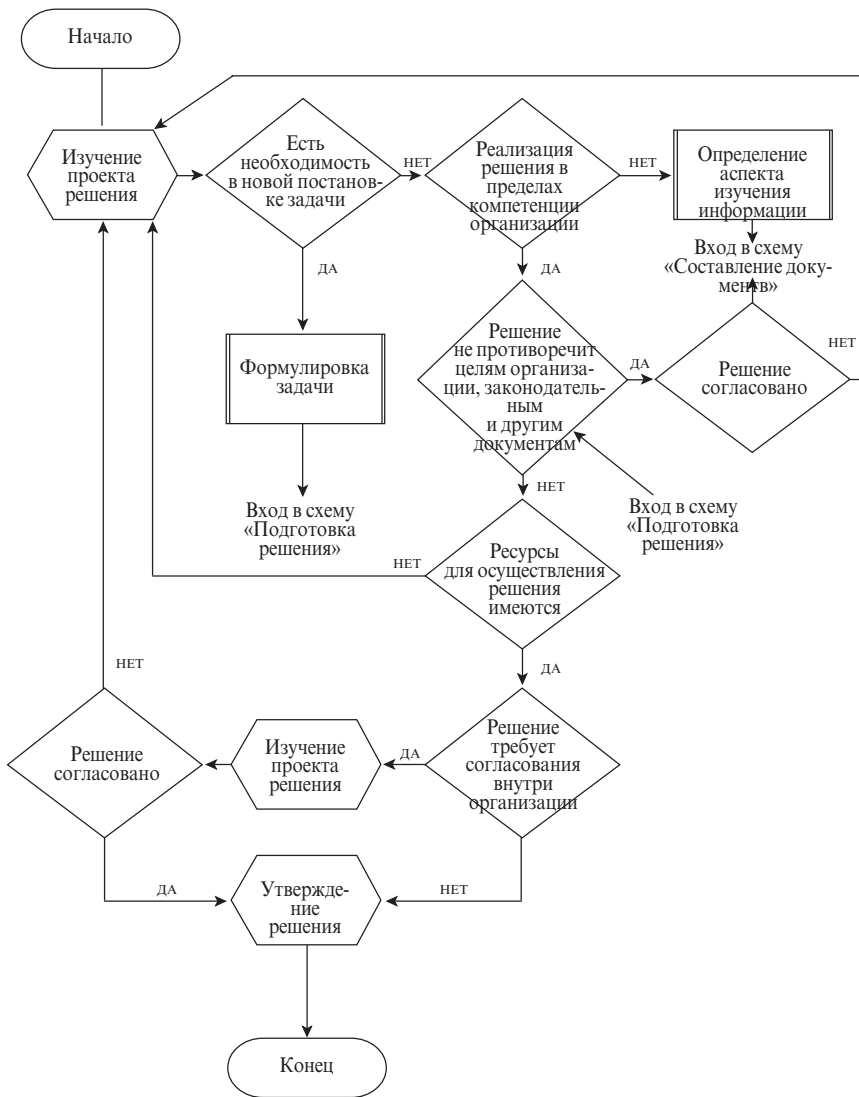 Начало
Изучение
проекта
решения
Есть
необходимость
в новой постанов-
ке задачи
НЕТ
Реализация
решения в
пределах
компетенции
организации
НЕТ
Определение
аспекта
изучения
информации
Вход в схему
«Составление доку-
ментв»
ДА
ДА
Формулировка
задачи
Вход в схему
«Подготовка
решения»
Решение
не противоречит
целям организа-
ции, законодатель-
ным
и другим
документам
ДА
Решение
согласовано
НЕТ
НЕТ
Вход в схему
«Подготовка
решения»
Ресурсы
для осуществления
решения
имеются
НЕТ
ДА
Решение
требует
согласования
внутри
организации
ДА
Изучение
проекта
решения
Решение
согласовано
НЕТ
ДА
НЕТ
Утвержде-
ние
решения
Конец